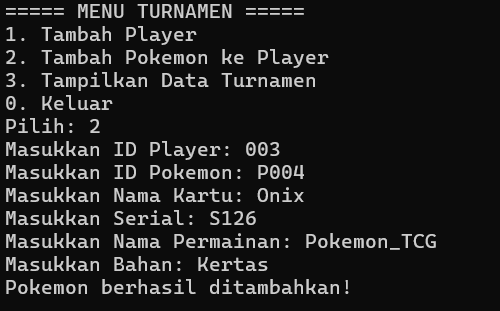 ===== MENU TURNAMEN =====
1. Tambah Player
2. Tambah Pokemon ke Player
3. Tampilkan Data Turnamen
0. Keluar
Pilih: 2
Masukkan ID Player: 003
Masukkan ID Pokemon: P004
Masukkan Nama Kartu: Onix
Masukkan Serial: S126
Masukkan Nama Permainan: Pokemon_TCG
Masukkan Bahan: Kertas
Pokemon berhasil ditambahkan!